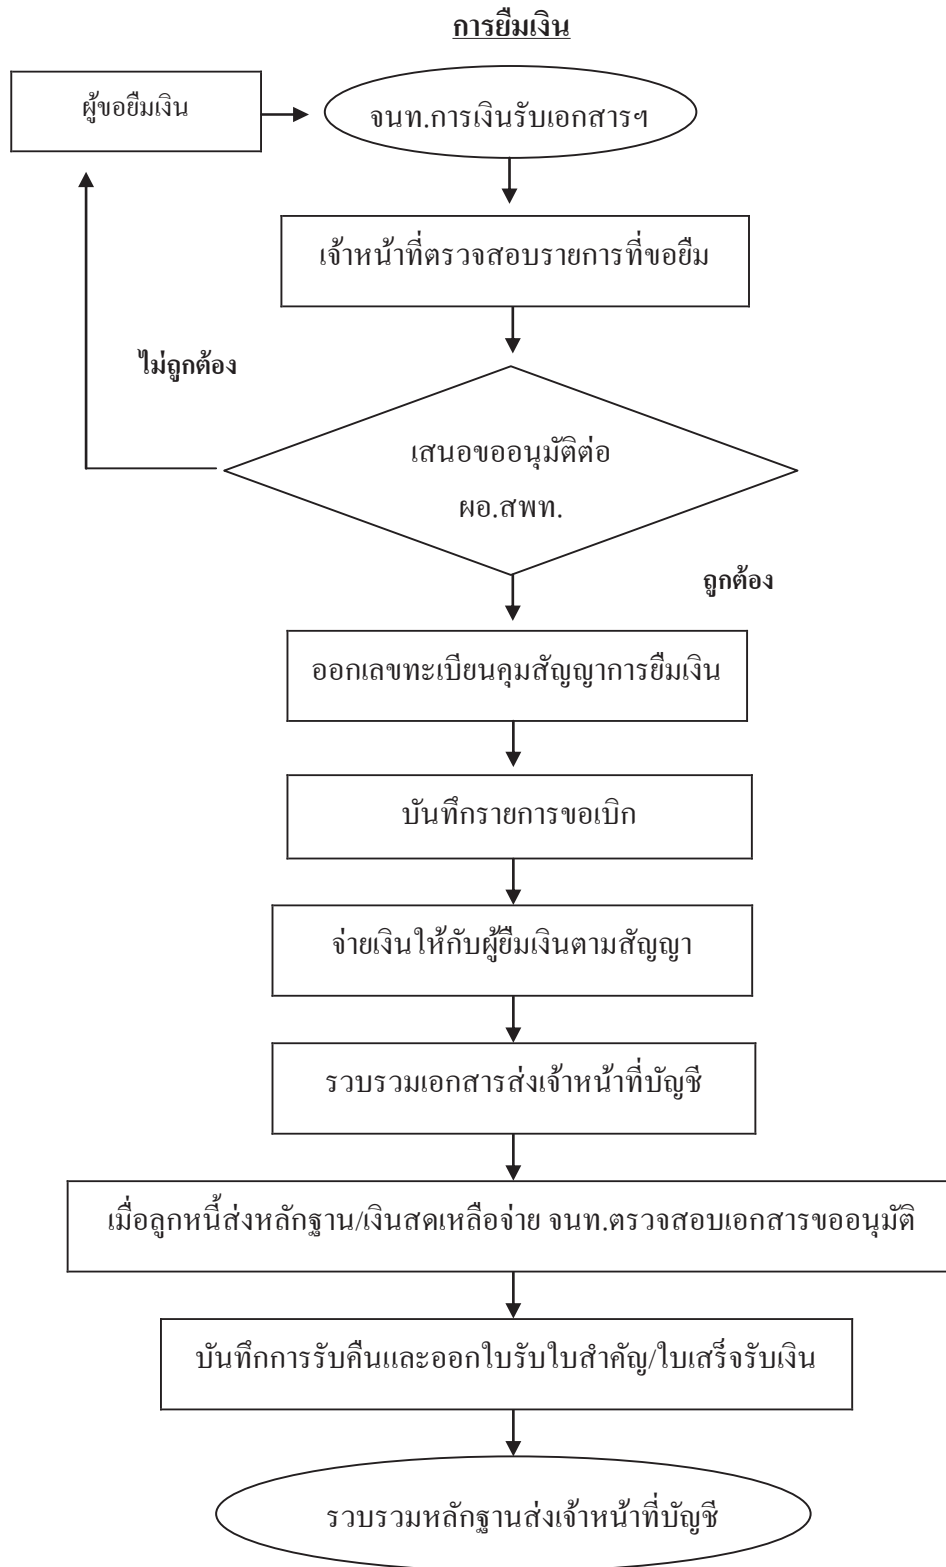 การยืมเงิน
ผู้ขอยืมเงิน
จนท.การเงินรับเอกสารฯ
เจ้าหน้าที่ตรวจสอบรายการที่ขอยืม
ไม่ถูกต้อง
เสนอขออนุมัติต่อ
ผอ.สพท.
ถูกต้อง
ออกเลขทะเบียนคุมสัญญาการยืมเงิน
บันทึกรายการขอเบิก
จ่ายเงินให้กับผู้ยืมเงินตามสัญญา
รวบรวมเอกสารส่งเจ้าหน้าที่บัญชี
เมื่อลูกหนี้ส่งหลักฐาน/เงินสดเหลือจ่าย จนท.ตรวจสอบเอกสารขออนุมัติ
บันทึกการรับคืนและออกใบรับใบสำคัญ/ใบเสร็จรับเงิน
รวบรวมหลักฐานส่งเจ้าหน้าที่บัญชี